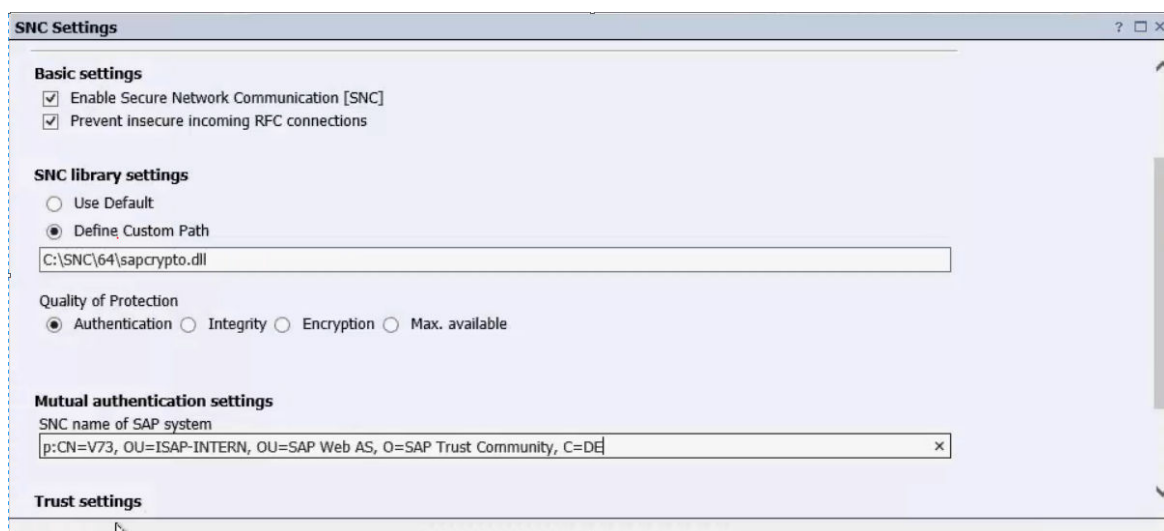 SNC Settings
Basic settings
Enable Secure Network Communication [SNC]
Prevent insecure incoming RFC connections
SNC library settings
Use Default
Define Custom Path
C:\SNC\64\sapcrypto.dll
Quality of Protection
Authentication Integrity Encryption Max. available
Mutual authentication settings
SNC name of SAP system
p:CN=V73, OU=ISAP-INTERN, OU=SAP Web AS, O=SAP Trust Community, C=DE
Trust settings